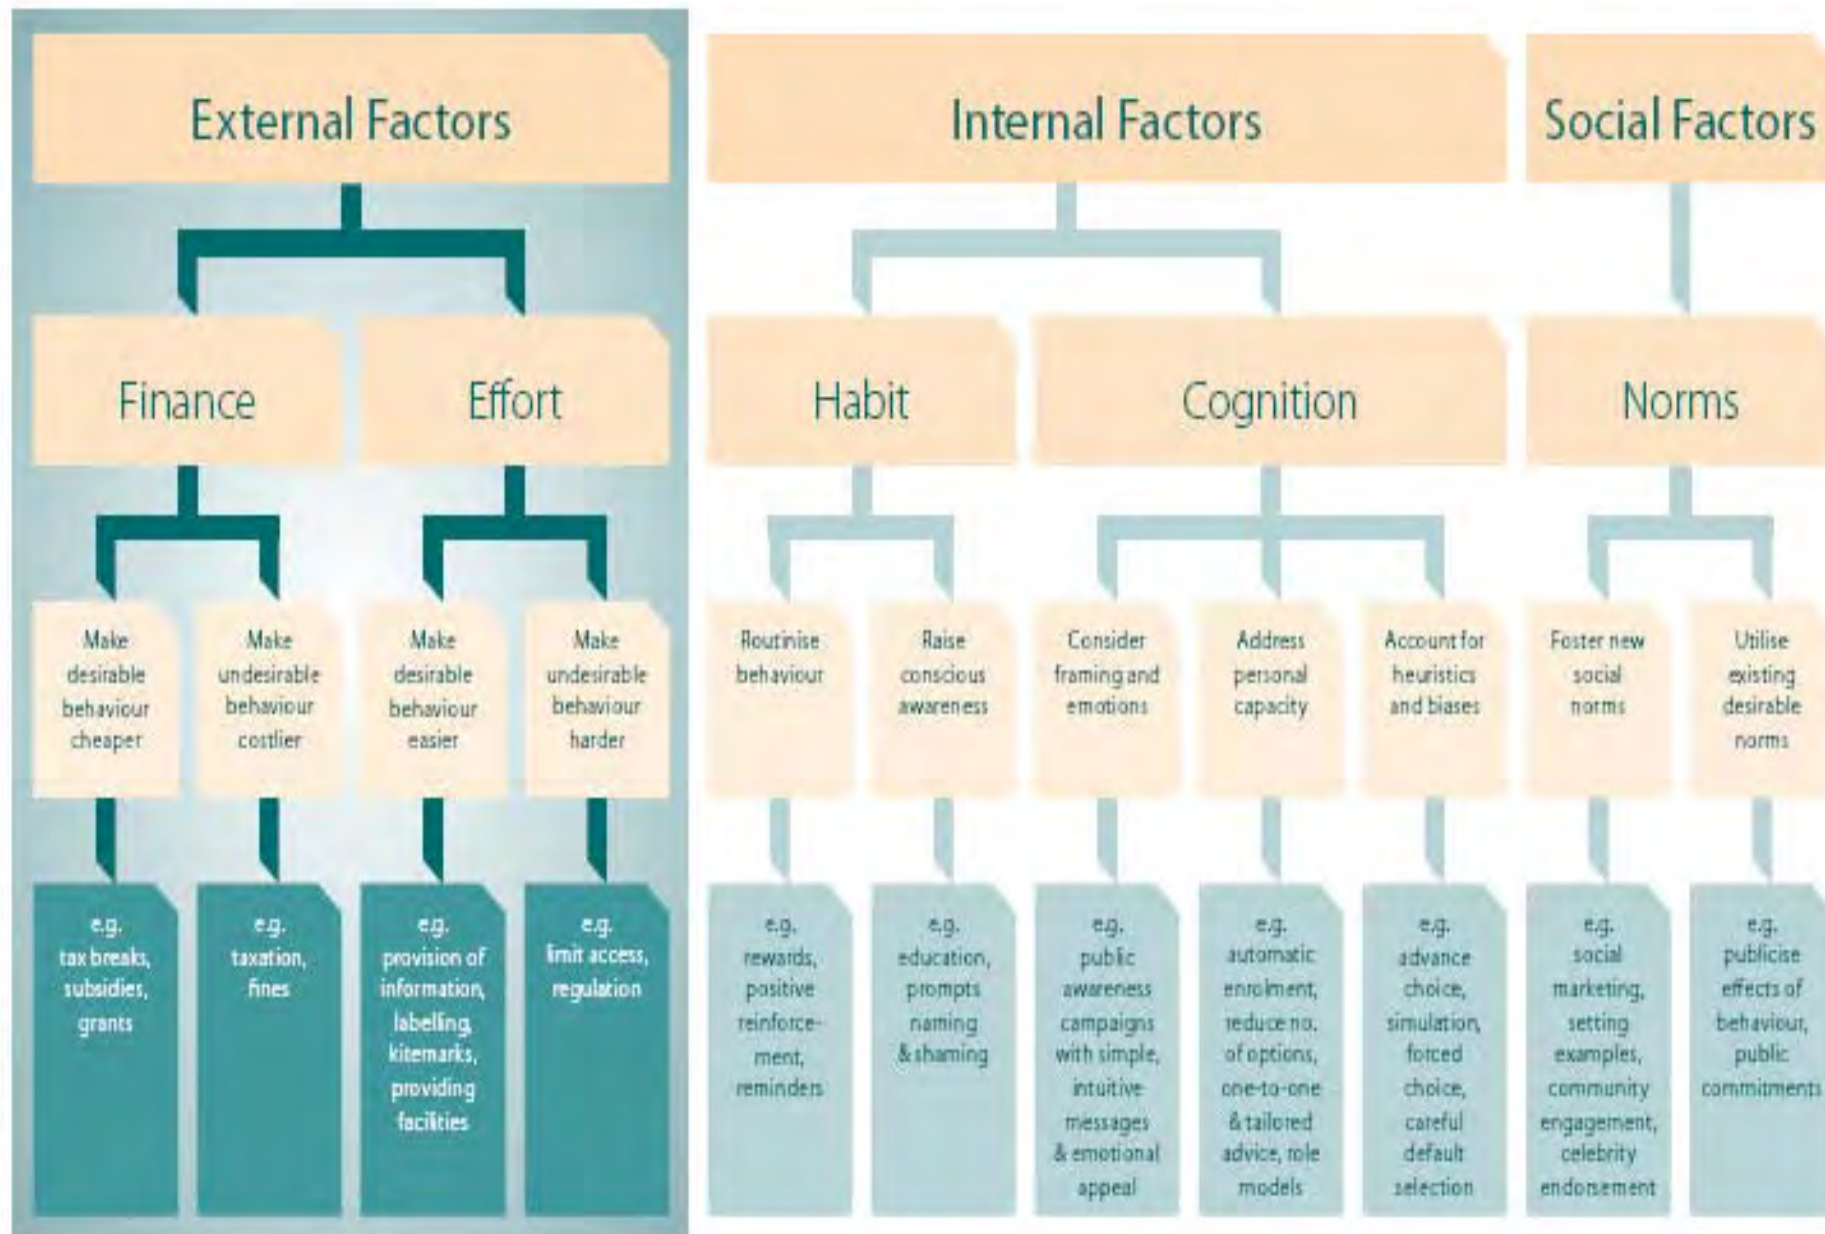 External Factors
Internal Factors
Social Factors
Finance
Effort
Habit
Cognition
Norms
Make
desirable
behaviour
cheaper
Make
undesirable
behaviour
costlier
Make
desirable
behaviour
easier
Make
undesirable
behaviour
harder
Routinise
behaviour
Raise
conscious
awareness
Consider
framing and
emotions
Address
personal
capacity
Account for
heuristics
and biases
Foster new
social
norms
Utilise
existing
desirable
norms
e.g.
tax breaks,
subsidies,
grants
e.g.
taxation,
fines
e.g.
provision of
information,
labelling,
kitemarks,
providing
facilities
e.g.
limit access,
regulation
e.g.
rewards,
positive
reinforce-
ment,
reminders
e.g.
education,
prompts
naming
& shaming
e.g.
public
awareness
campaigns
with simple,
intuitive
messages
& emotional
appeal
e.g.
automatic
enrolment,
reduce no.
of options,
one-to-one
& tailored
advice, role
models
e.g.
advance
choice,
simulation,
forced
choice,
careful
default
selection
e.g.
social
marketing,
setting
examples,
community
engagement,
celebrity
endorsement
e.g.
publicise
effects of
behaviour,
public
commitments